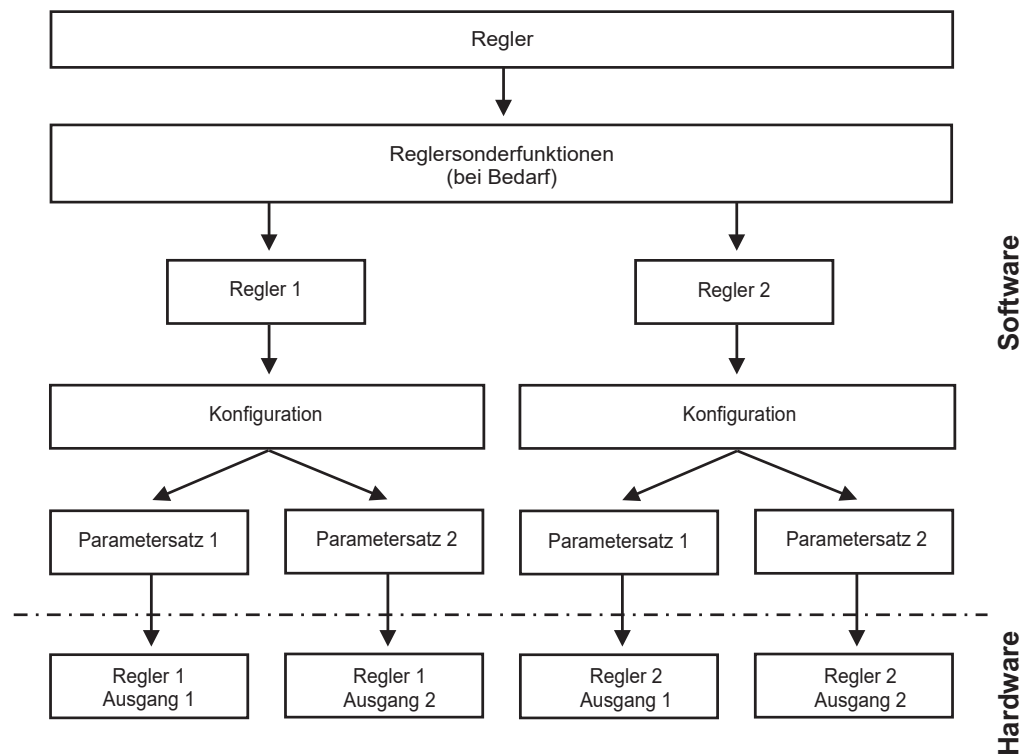 Regler
Reglersonderfunktionen
(bei Bedarf)
Regler 1
Regler 2
Software
Konfiguration
Konfiguration
Parametersatz 1
Parametersatz 2
Parametersatz 1
Parametersatz 2
Regler 1
Ausgang 1
Regler 1
Ausgang 2
Regler 2
Ausgang 1
Regler 2
Ausgang 2
Hardware